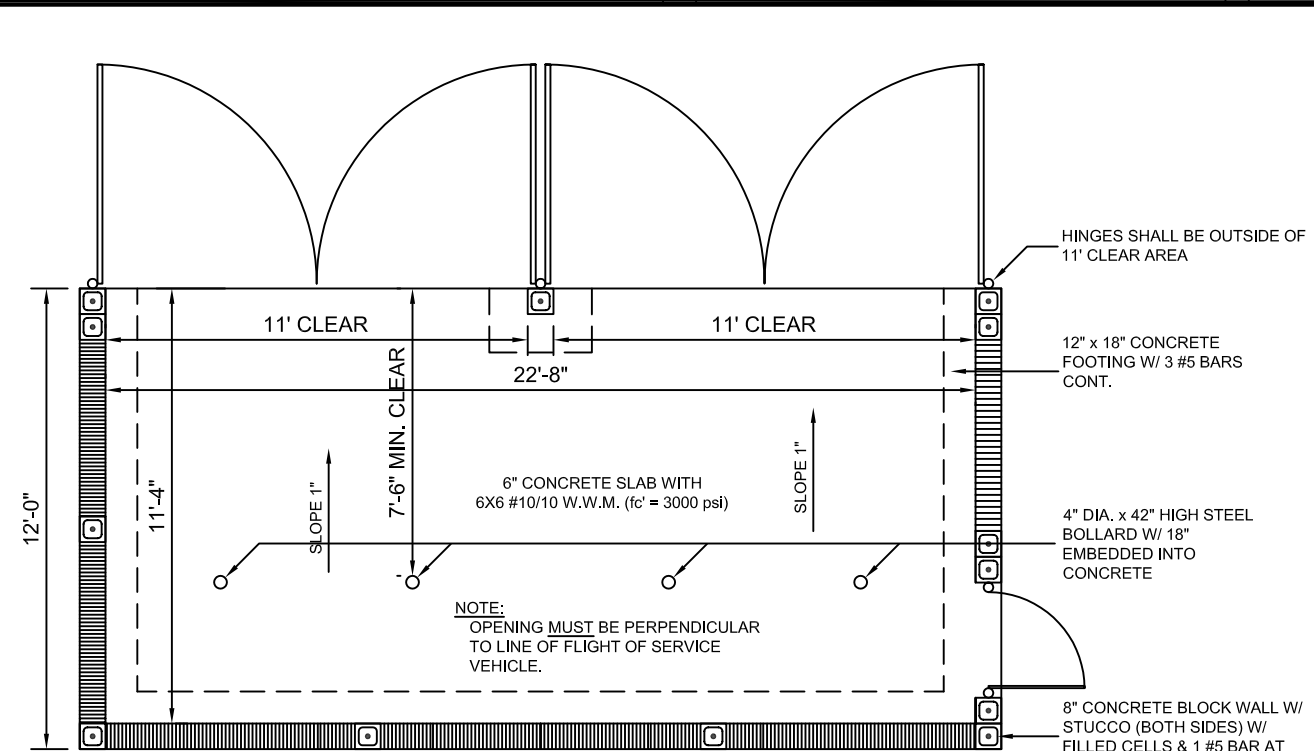 HINGES SHALL BE OUTSIDE OF
11' CLEAR AREA
11' CLEAR
11' CLEAR
22'-8"
12" x 18" CONCRETE
FOOTING W/ 3 #5 BARS
CONT.
12'-0"
11'-4"
7'-6" MIN. CLEAR
SLOPE 1"
6" CONCRETE SLAB WITH
6X6 #10/10 W.W.M. (fc' = 3000 psi)
SLOPE 1"
4" DIA. x 42" HIGH STEEL
BOLLARD W/ 18"
EMBEDDED INTO
CONCRETE
NOTE:
OPENING MUST BE PERPENDICULAR
TO LINE OF FLIGHT OF SERVICE
VEHICLE.
8" CONCRETE BLOCK WALL W/
STUCCO (BOTH SIDES) W/
FILLED CELLS & 1 #5 BAR AT